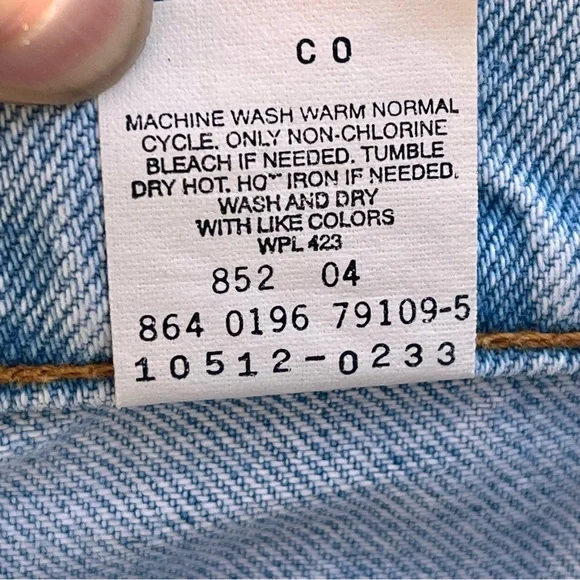 C O
MACHINE WASH WARM NORMAL
CYCLE. ONLY NON-CHLORINE
BLEACH IF NEEDED. TUMBLE
DRY HOT. HOT IRON IF NEEDED.
WASH AND DRY
WITH LIKE COLORS
WPL 423
852 04
864 0196 79109-5
10512-0233